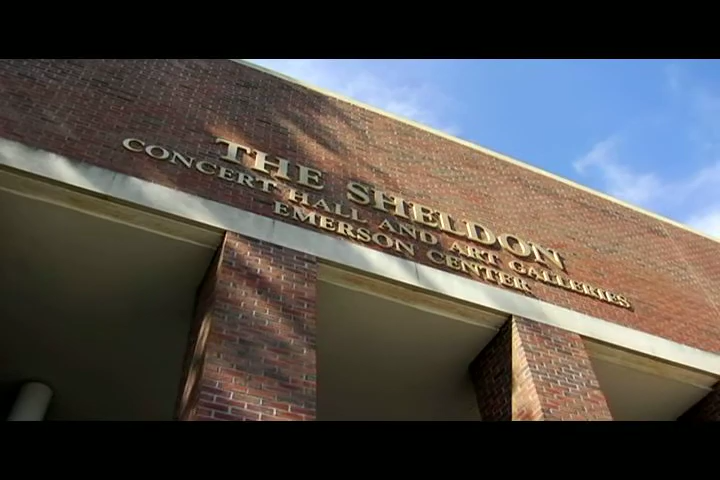 THE SHELDON
CONCERT HALL AND ART GALLERIES
EMERSON CENTER